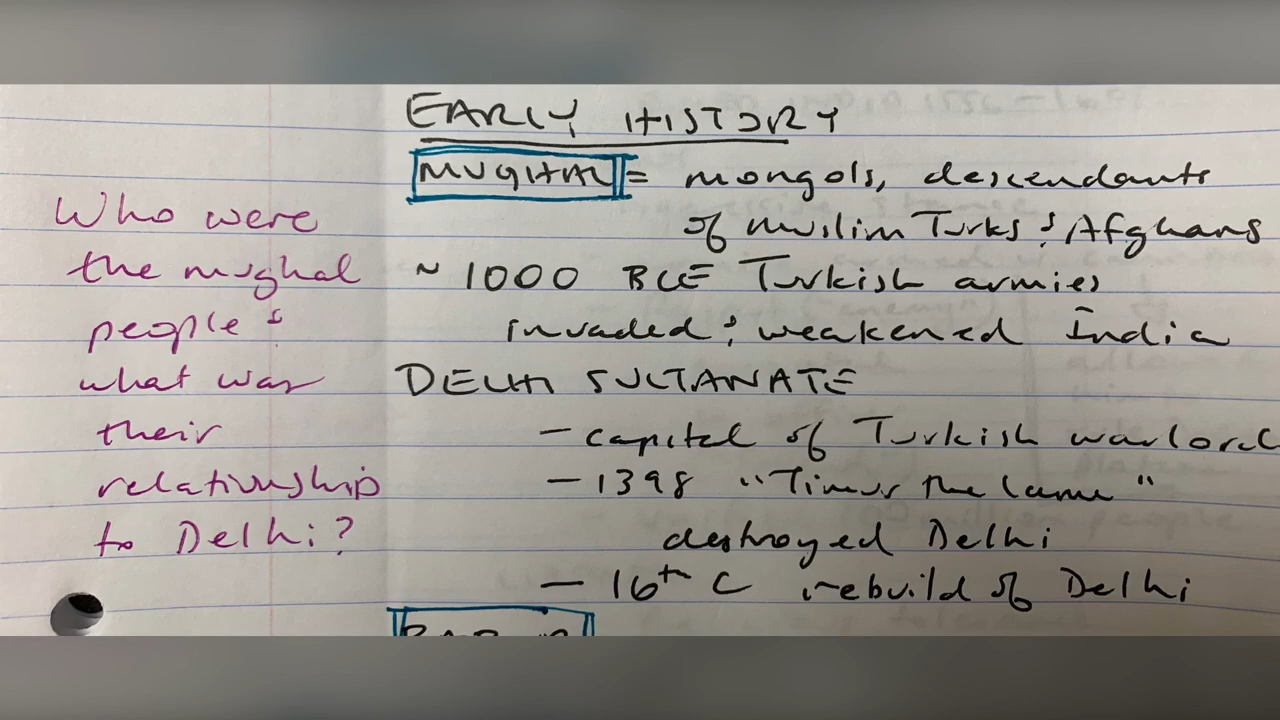 EARLY HISTORY
MUGHAL = mongols, descendants
of muslim Turks & Afghans
~ 1000 BCE Turkish armies
invaded & weakened India
DELHI SULTANATE
- capital of Turkish warlord
- 1398 "Timur the lame"
destroyed Delhi
- 16th C rebuild of Delhi
Who were
the mughal
people &
what was
their
relationship
to Delhi?